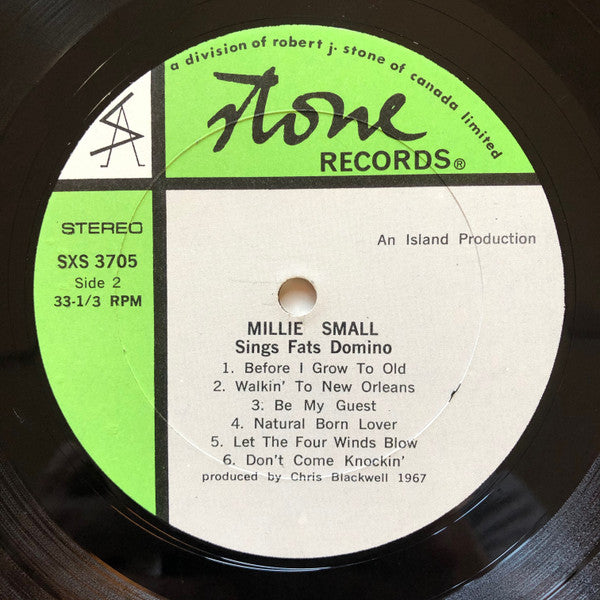 a division of robert j. stone of canada limited
stone
RECORDS®
STEREO
SXS 3705
Side 2
33-1/3 RPM
An Island Production
MILLIE SMALL
Sings Fats Domino
1. Before I Grow To Old
2. Walkin' To New Orleans
3. Be My Guest
4. Natural Born Lover
5. Let The Four Winds Blow
6. Don't Come Knockin'
produced by Chris Blackwell 1967